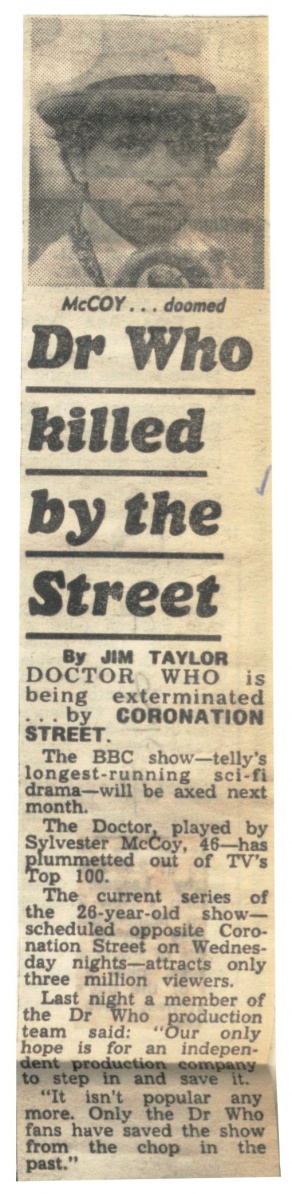 McCOY... doomed
Dr Who
killed
by the
Street
By JIM TAYLOR
DOCTOR WHO is
being exterminated
... by CORONATION
STREET.
The BBC show—telly's
longest-running sci-fi
drama—will be axed next
month.
The Doctor, played by
Sylvester McCoy, 46—has
plummetted out of TV's
Top 100.
The current series of
the 26-year-old show—
scheduled opposite Coro-
nation Street on Wednes-
day nights—attracts only
three million viewers.
Last night a member of
the Dr Who production
team said: "Our only
hope is for an indepen-
dent production company
to step in and save it.
"It isn't popular any
more. Only the Dr Who
fans have saved the show
from the chop in the
past."